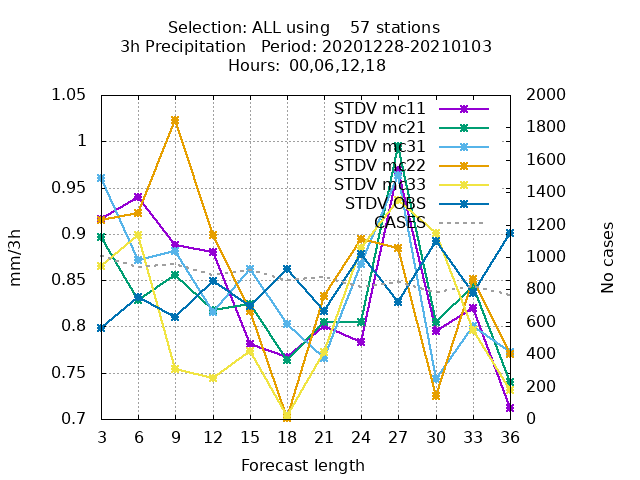 Selection: ALL using    57 stations
3h Precipitation   Period: 20201228-20210103
Hours:  00,06,12,18
1.05
1
0.95
0.9
0.85
0.8
0.75
0.7
mm/3h
STDV mc11
STDV mc21
STDV mc31
STDV mc22
STDV mc33
STDV OBS
CASES
2000
1800
1600
1400
1200
1000
800
600
400
200
0
No cases
3 6 9 12 15 18 21 24 27 30 33 36
Forecast length